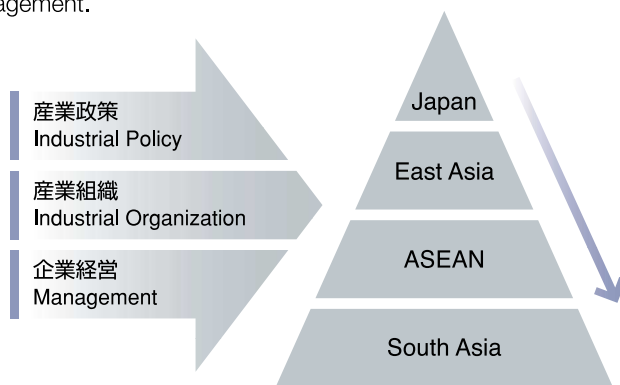 agement.
産業政策
Industrial Policy
産業組織
Industrial Organization
企業経営
Management
Japan
East Asia
ASEAN
South Asia